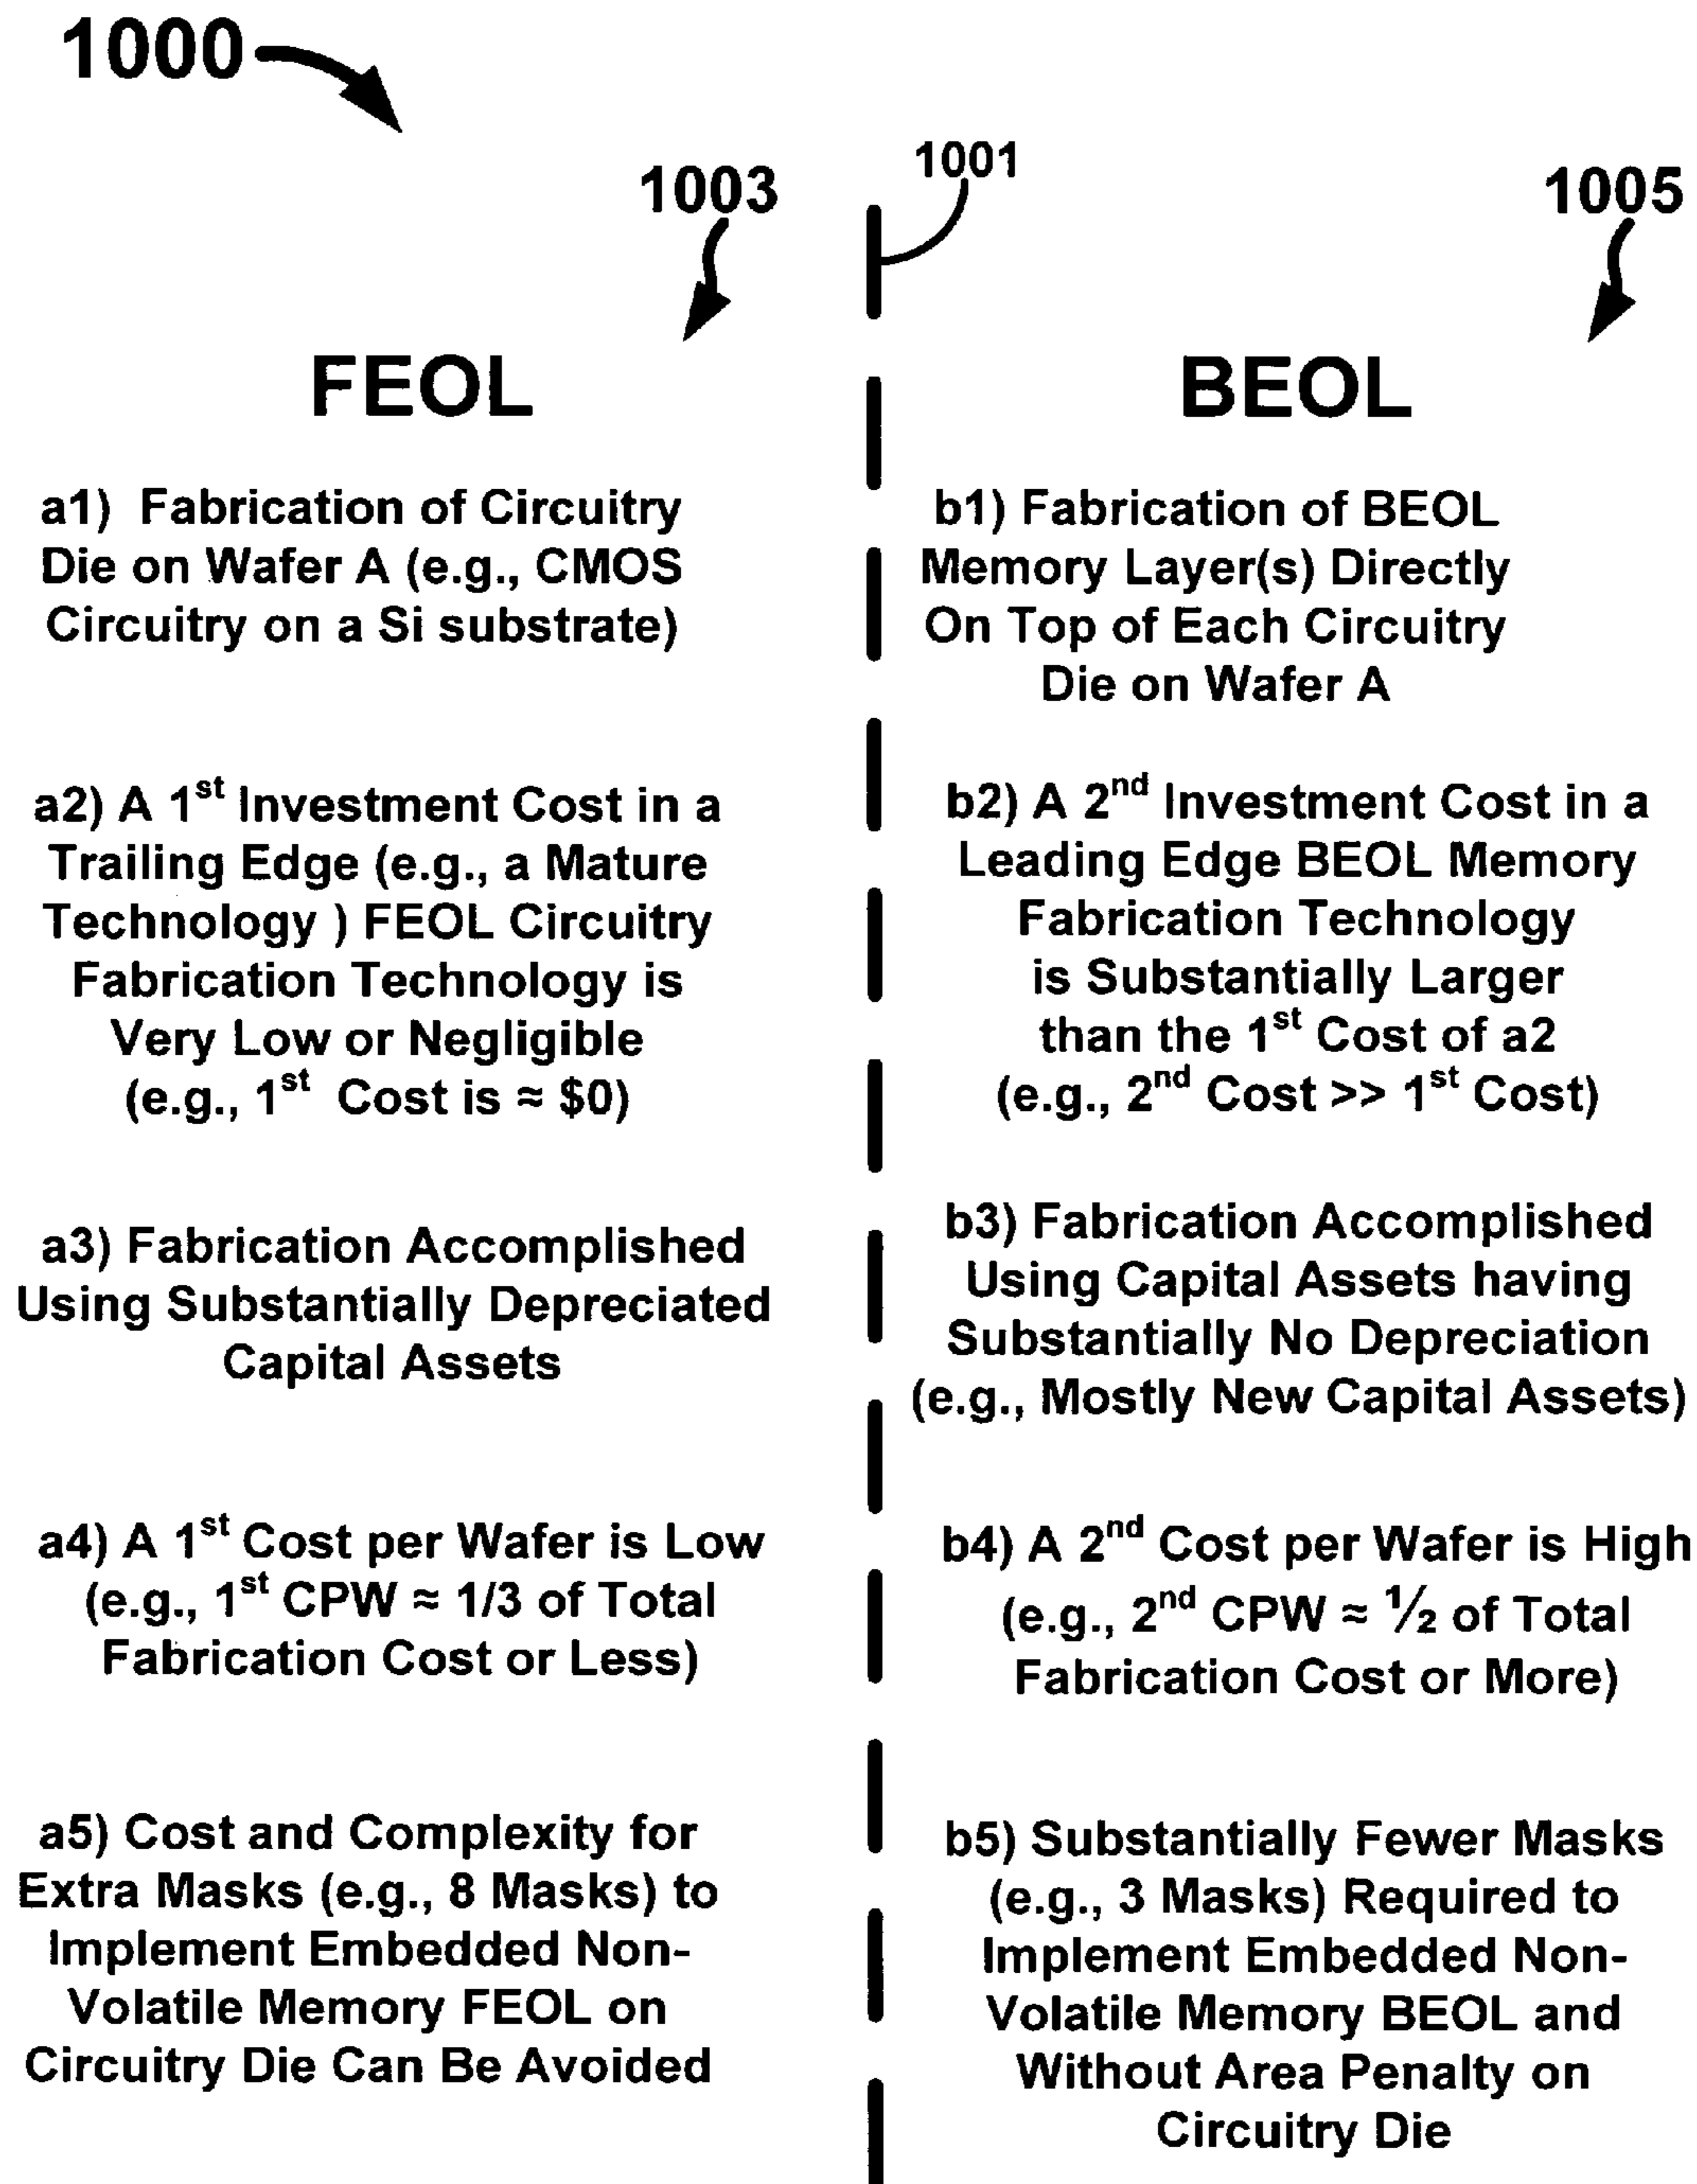 1000
1003
1001
1005
FEOL
a1) Fabrication of Circuitry
Die on Wafer A (e.g., CMOS
Circuitry on a Si substrate)
a2) A 1st Investment Cost in a
Trailing Edge (e.g., a Mature
Technology ) FEOL Circuitry
Fabrication Technology is
Very Low or Negligible
(e.g., 1st Cost is ≈ $0)
a3) Fabrication Accomplished
Using Substantially Depreciated
Capital Assets
a4) A 1st Cost per Wafer is Low
(e.g., 1st CPW ≈ 1/3 of Total
Fabrication Cost or Less)
a5) Cost and Complexity for
Extra Masks (e.g., 8 Masks) to
Implement Embedded Non-
Volatile Memory FEOL on
Circuitry Die Can Be Avoided
BEOL
b1) Fabrication of BEOL
Memory Layer(s) Directly
On Top of Each Circuitry
Die on Wafer A
b2) A 2nd Investment Cost in a
Leading Edge BEOL Memory
Fabrication Technology
is Substantially Larger
than the 1st Cost of a2
(e.g., 2nd Cost >> 1st Cost)
b3) Fabrication Accomplished
Using Capital Assets having
Substantially No Depreciation
(e.g., Mostly New Capital Assets)
b4) A 2nd Cost per Wafer is High
(e.g., 2nd CPW ≈ ½ of Total
Fabrication Cost or More)
b5) Substantially Fewer Masks
(e.g., 3 Masks) Required to
Implement Embedded Non-
Volatile Memory BEOL and
Without Area Penalty on
Circuitry Die